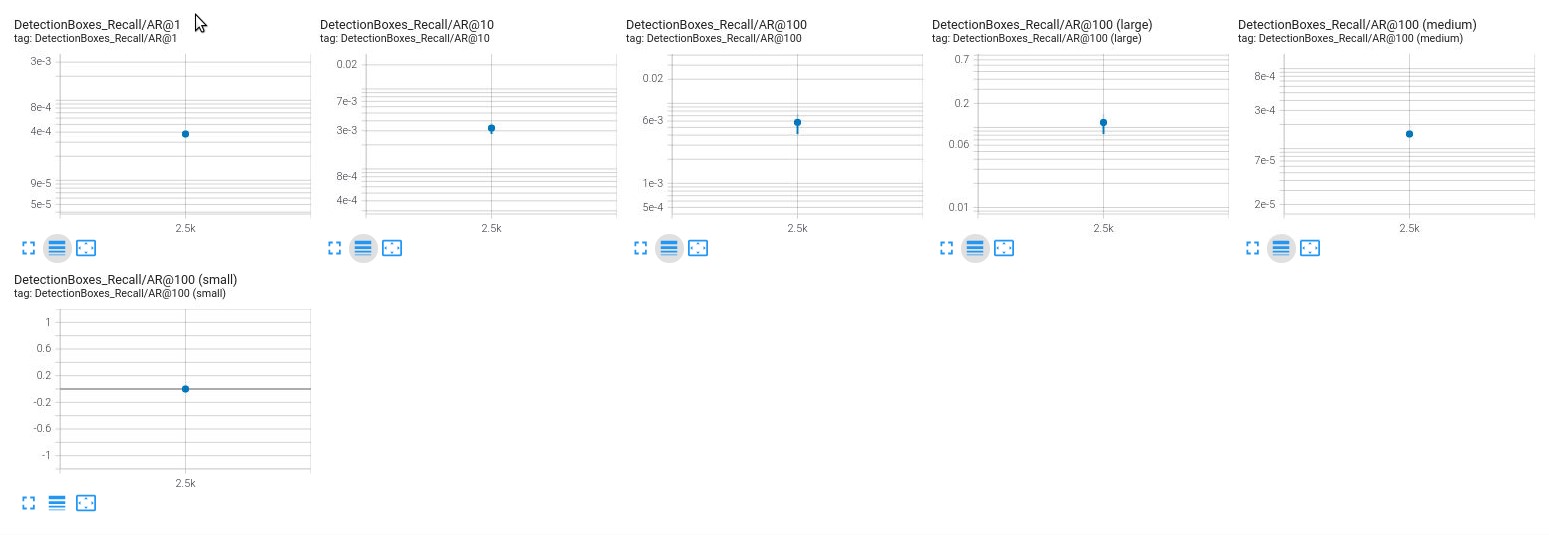 DetectionBoxes_Recall/AR@1
tag: DetectionBoxes_Recall/AR@1
3e-3
8e-4
4e-4
9e-5
5e-5
2.5k
DetectionBoxes_Recall/AR@10
tag: DetectionBoxes_Recall/AR@10
0.02
7e-3
3e-3
8e-4
4e-4
2.5k
DetectionBoxes_Recall/AR@100
tag: DetectionBoxes_Recall/AR@100
0.02
6e-3
1e-3
5e-4
2.5k
DetectionBoxes_Recall/AR@100 (large)
tag: DetectionBoxes_Recall/AR@100 (large)
0.7
0.2
0.06
0.01
2.5k
DetectionBoxes_Recall/AR@100 (medium)
tag: DetectionBoxes_Recall/AR@100 (medium)
8e-4
3e-4
7e-5
2e-5
2.5k
DetectionBoxes_Recall/AR@100 (small)
tag: DetectionBoxes_Recall/AR@100 (small)
1
0.6
0.2
-0.2
-0.6
-1
2.5k